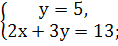 y = 5,
2x + 3y = 13;